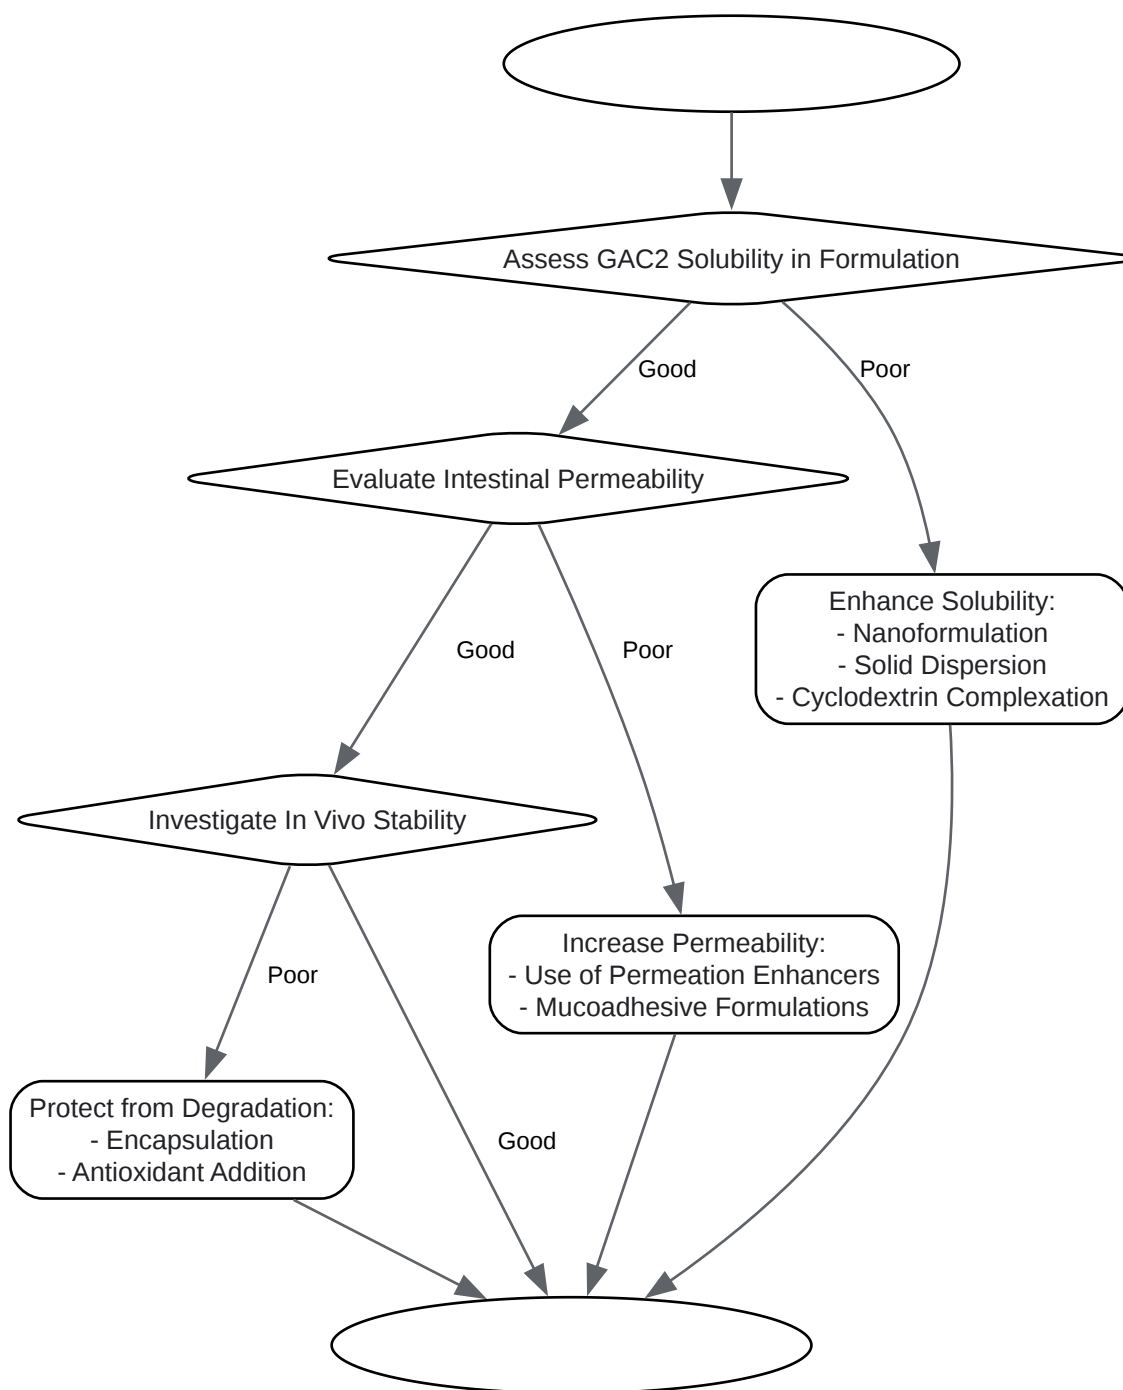 Assess GAC2 Solubility in Formulation
Good
Poor
Evaluate Intestinal Permeability
Enhance Solubility:
- Nanoformulation
- Solid Dispersion
- Cyclodextrin Complexation
Good
Poor
Investigate In Vivo Stability
Increase Permeability:
- Use of Permeation Enhancers
- Mucoadhesive Formulations
Poor
Protect from Degradation:
- Encapsulation
- Antioxidant Addition
Good